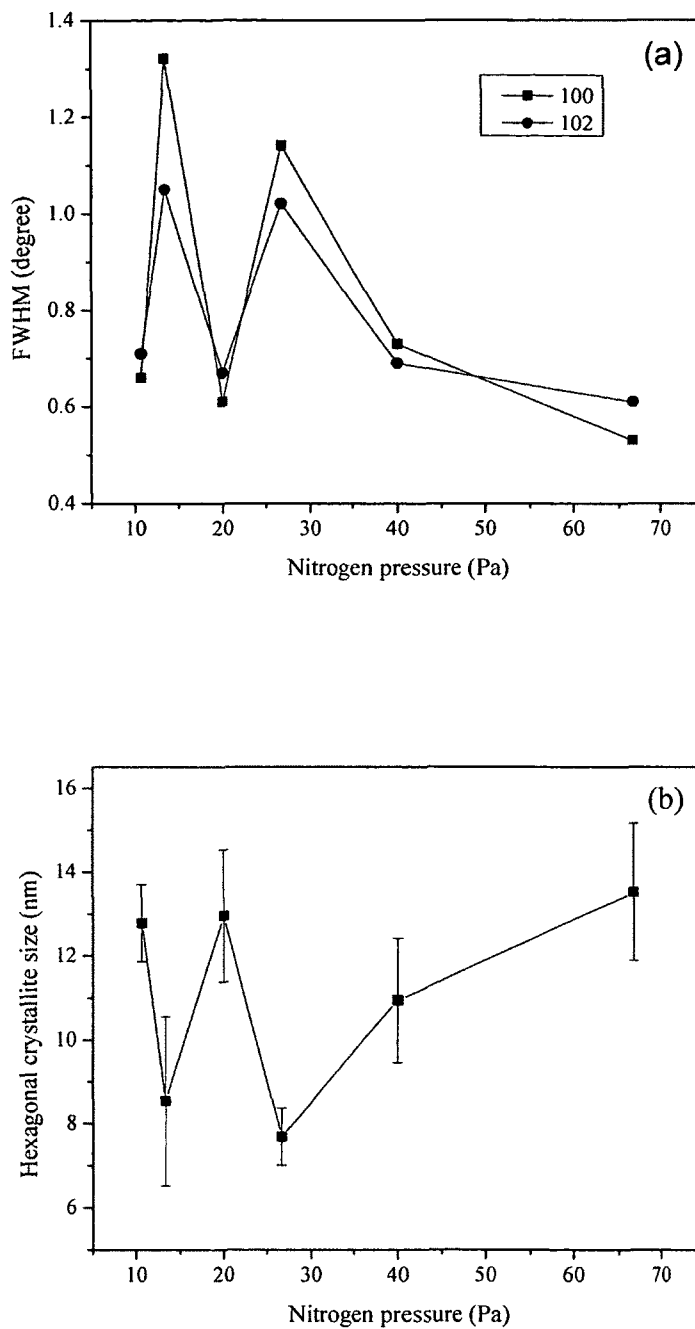 (a)
100
102
FWHM (degree)
1.4
1.2
1.0
0.8
0.6
0.4
10 20 30 40 50 60 70
Nitrogen pressure (Pa)
(b)
Hexagonal crystallite size (nm)
16
14
12
10
8
6
10 20 30 40 50 60 70
Nitrogen pressure (Pa)